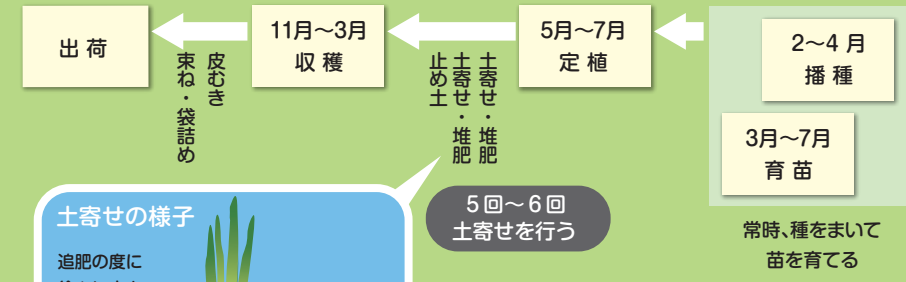 2～4 月
播 種
3月～7月
育 苗
常時、種をまいて
苗を育てる
5月～7月
定 植
土寄せ・堆肥
土寄せ・堆肥
止め土
5回～6回
土寄せを行う
11月～3月
収 穫
皮むき
束ね・袋詰め
出 荷
土寄せの様子
追肥の度に